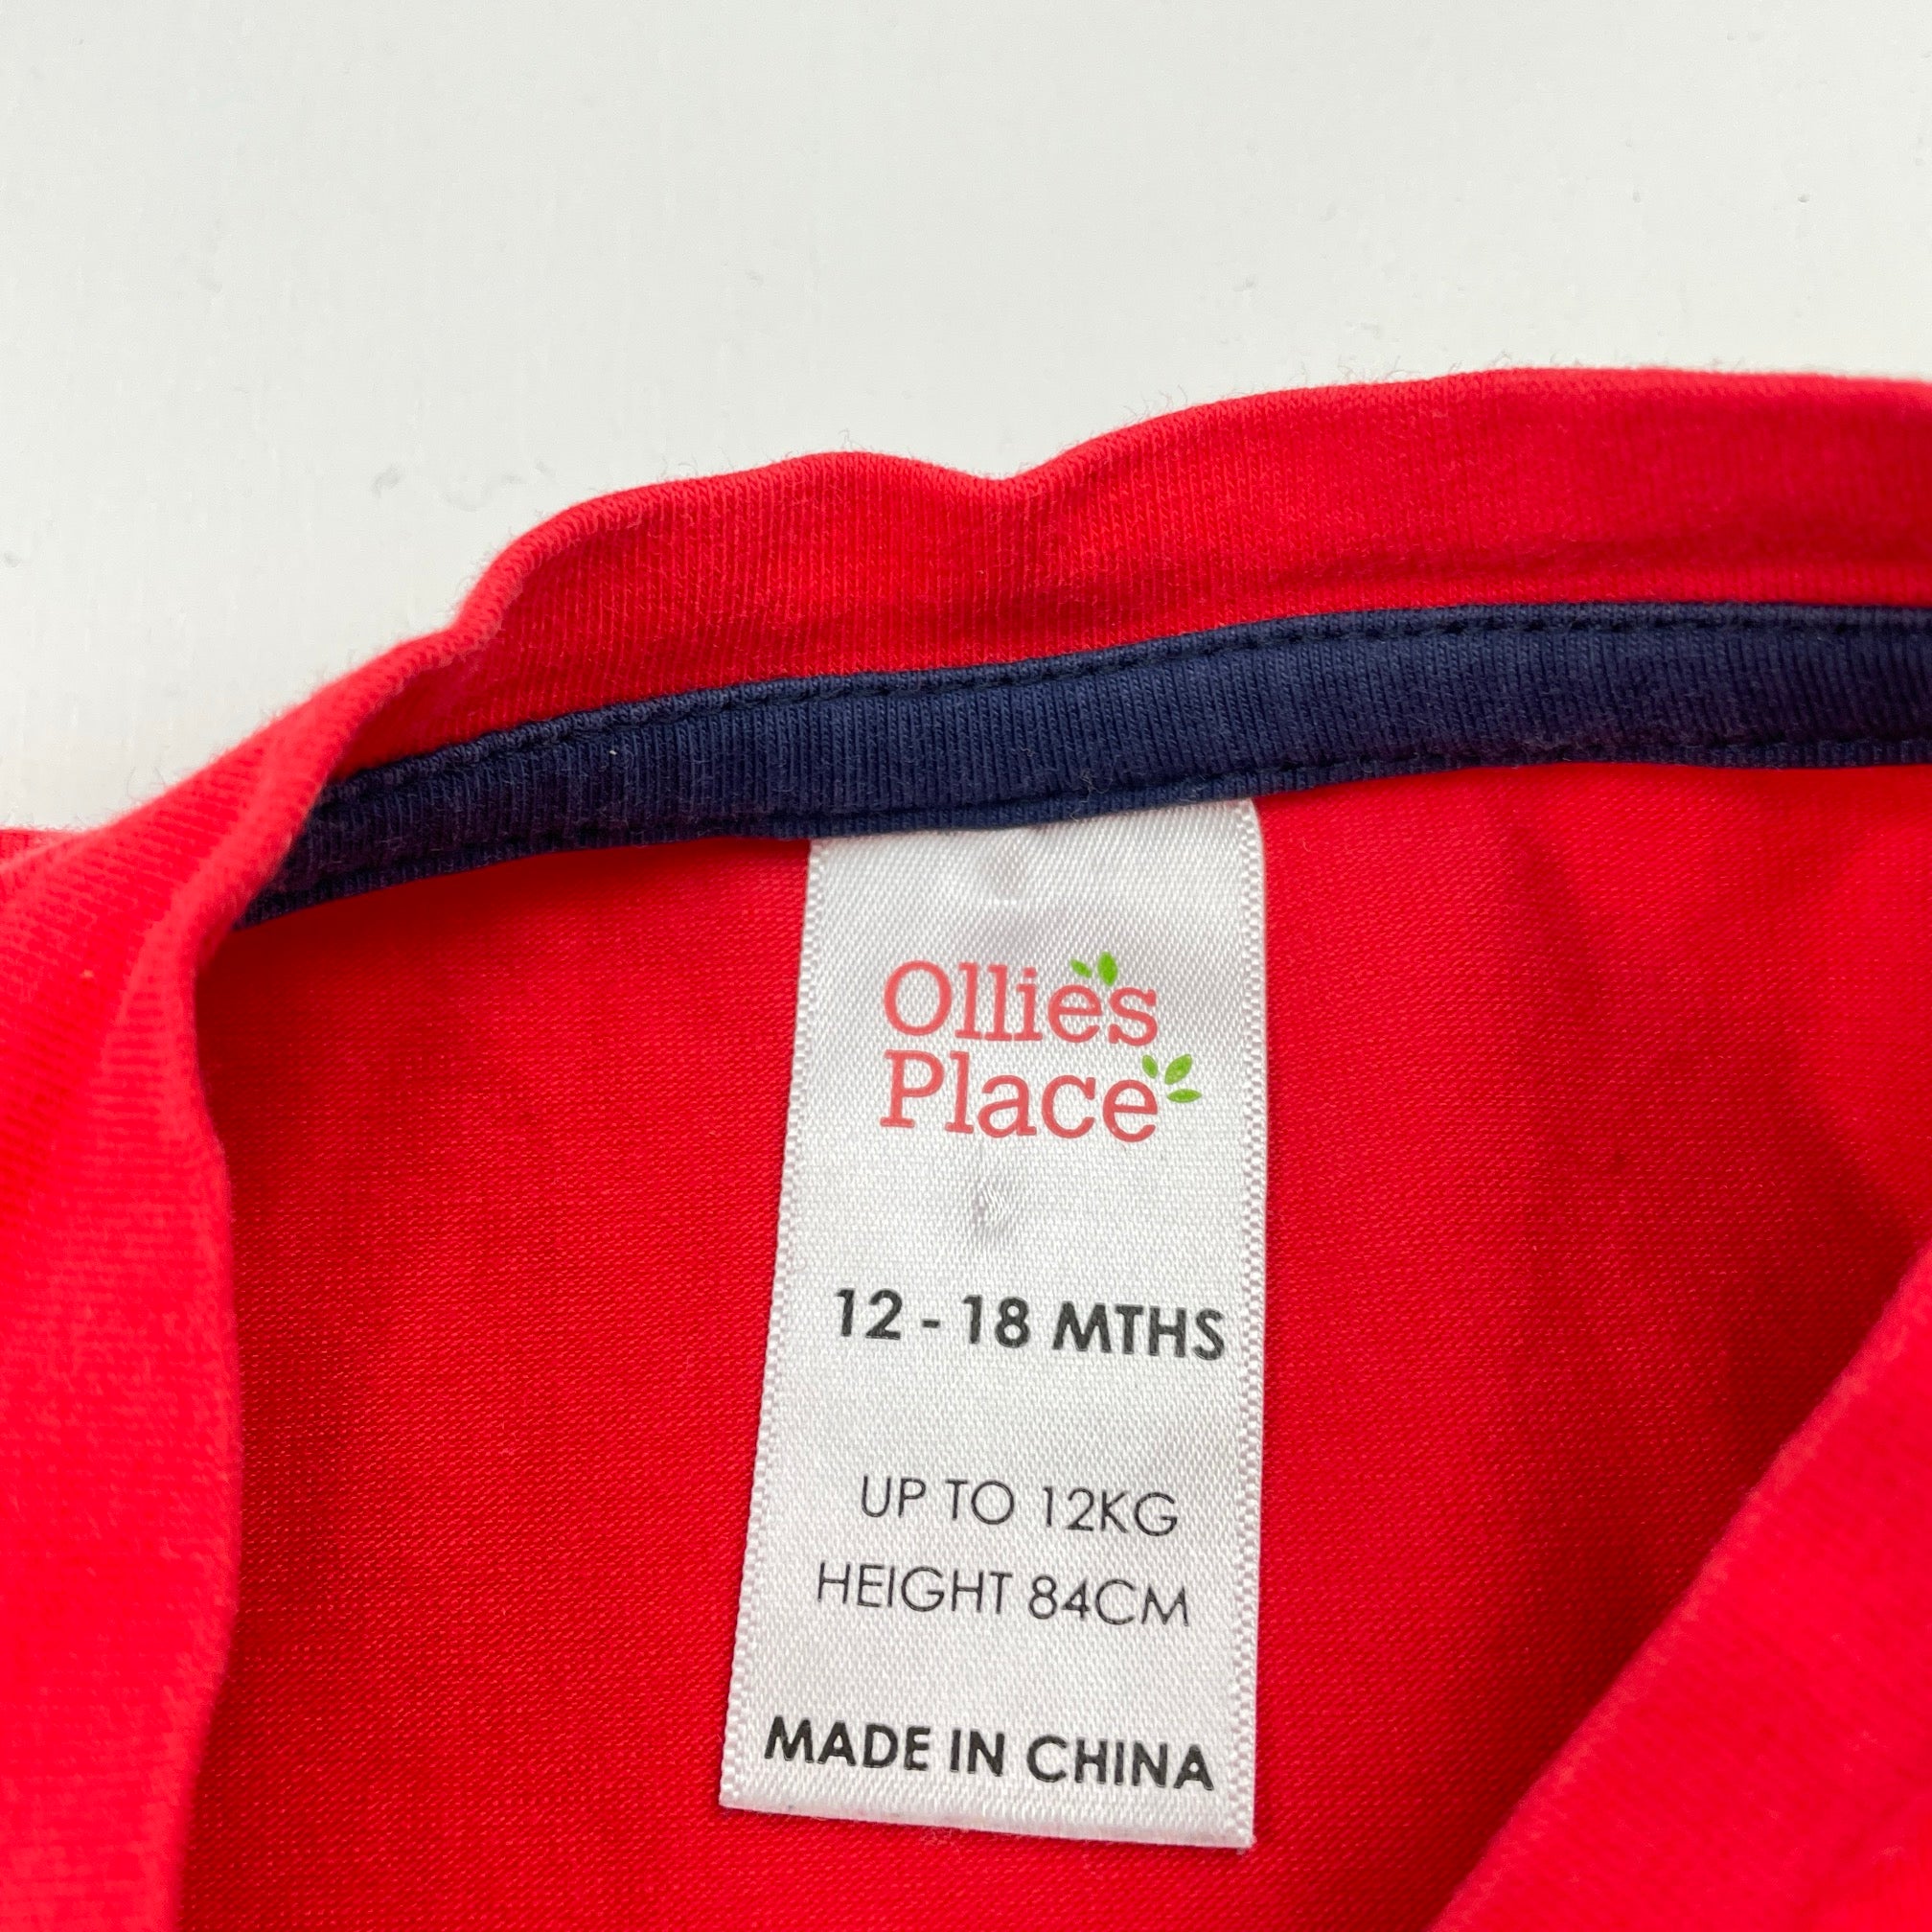 Ollie's
Place
12 - 18 MTHS
UP TO 12KG
HEIGHT 84CM
MADE IN CHINA